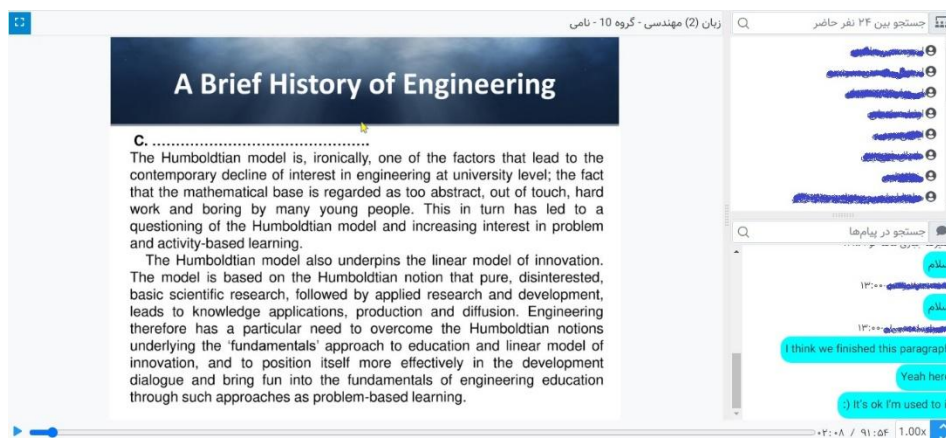 زبان (2) مهندسی - گروه 10 - نامی
جستجو بین ۲۴ نفر حاضر
A Brief History of Engineering
C. ............................................
The Humboldtian model is, ironically, one of the factors that lead to the
contemporary decline of interest in engineering at university level; the fact
that the mathematical base is regarded as too abstract, out of touch, hard
work and boring by many young people. This in turn has led to a
questioning of the Humboldtian model and increasing interest in problem
and activity-based learning.
The Humboldtian model also underpins the linear model of innovation.
The model is based on the Humboldtian notion that pure, disinterested,
basic scientific research, followed by applied research and development,
leads to knowledge applications, production and diffusion. Engineering
therefore has a particular need to overcome the Humboldtian notions
underlying the ‘fundamentals’ approach to education and linear model of
innovation, and to position itself more effectively in the development
dialogue and bring fun into the fundamentals of engineering education
through such approaches as problem-based learning.
جستجو در پیام‌ها
سلام
۱۳:۰۰
سلام
۱۳:۰۰
I think we finished this paragraph
Yeah here
:) It's ok I'm used to
۰۲:۰۸ / ۹۱:۵۴
1.00x